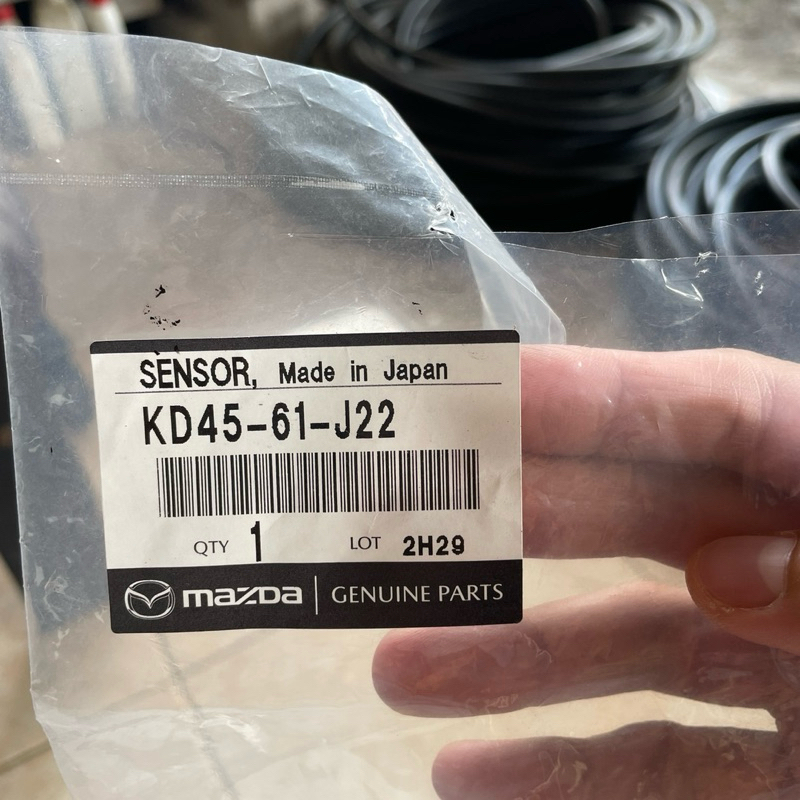 SENSOR, Made in Japan
KD45-61-J22
QTY 1 LOT 2H29
mazda | GENUINE PARTS